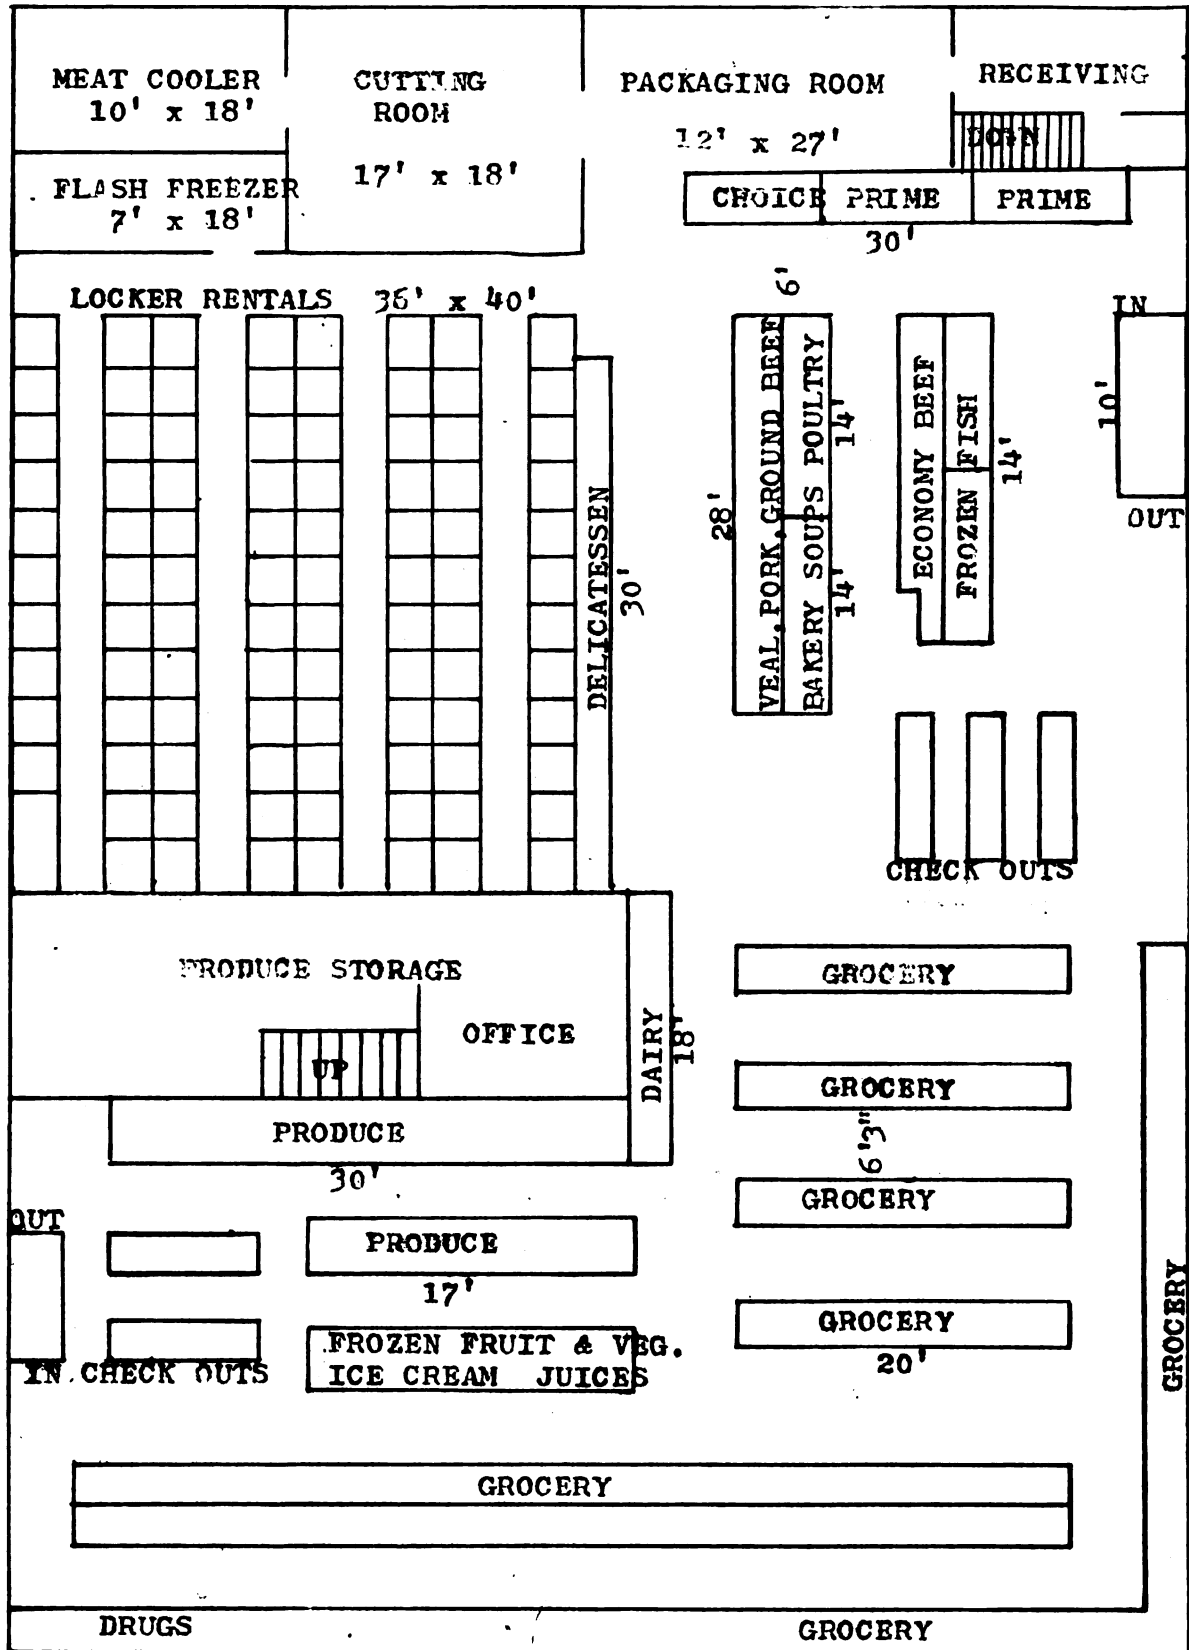 MEAT COOLER
10' x 18'
CUTTING
ROOM
17' x 18'
PACKAGING ROOM
12' x 27'
RECEIVING
DOWN
FLASH FREEZER
7' x 18'
CHOICE PRIME PRIME
30'
LOCKER RENTALS 36' x 40'
6'
IN
10'
OUT
DELICATESSEN
30'
28'
VEAL, PORK, GROUND BEEF
BAKERY SOUPS POULTRY
14'
14'
ECONOMY BEEF
FROZEN FISH
14'
CHECK OUTS
PRODUCE STORAGE
OFFICE
UP
DAIRY
18'
PRODUCE
30'
GROCERY
GROCERY
6'3"
GROCERY
GROCERY
20'
GROCERY
OUT
PRODUCE
17'
FROZEN FRUIT & VEG.
ICE CREAM JUICES
IN CHECK OUTS
GROCERY
DRUGS
GROCERY